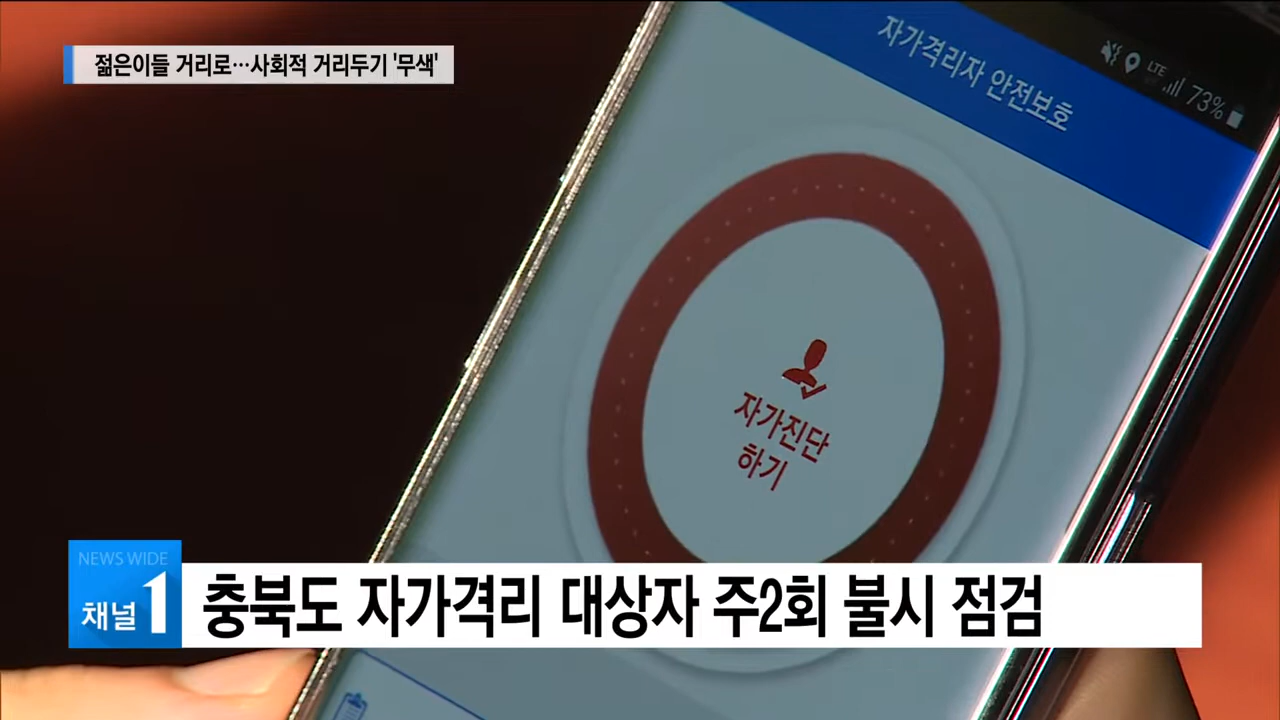 젊은이들 거리로…사회적 거리두기 '무색'
LTE 73%
자가격리자 안전보호
자가진단
하기
NEWS WIDE
채널 1
충북도 자가격리 대상자 주2회 불시 점검